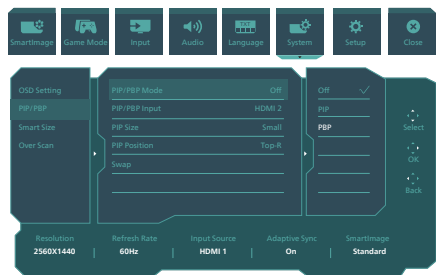 TXT
SmartImage Game Mode Input Audio Language System Setup Close
OSD Setting
PIP/PBP
Smart Size
Over Scan
PIP/PBP Mode Off
PIP/PBP Input HDMI 2
PIP Size Small
PIP Position Top-R
Swap
Off
PIP
PBP
Select
OK
Back
Resolution Refresh Rate Input Source Adaptive Sync SmartImage
2560X1440 60Hz HDMI 1 On Standard